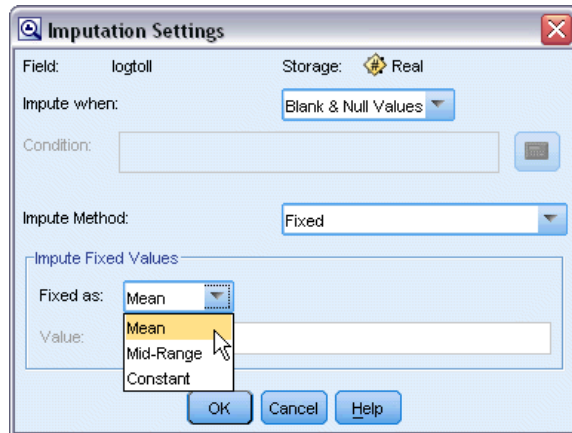 Imputation Settings
Field: logtoll Storage: Real
Impute when: Blank & Null Values
Condition:
Impute Method: Fixed
Impute Fixed Values
Fixed as: Mean
Value:
Mean
Mid-Range
Constant
OK Cancel Help